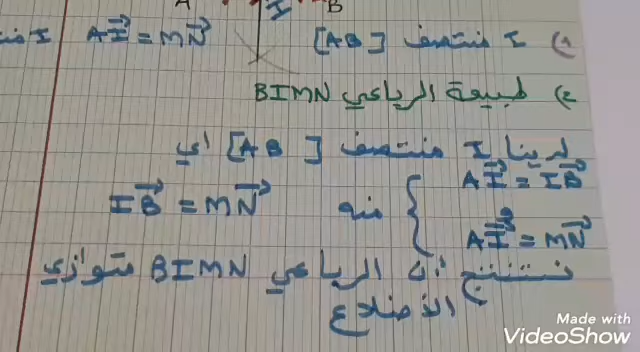 A I B
1) I منتصف [AB] AI = MN
2) طبيعة الرباعي BIMN
لدينا I منتصف [AB] اي
AI = IB
و
AI = MN
منه IB = MN
نستنتج أن الرباعي BIMN متوازي
الأضلاع
Made with
VideoShow